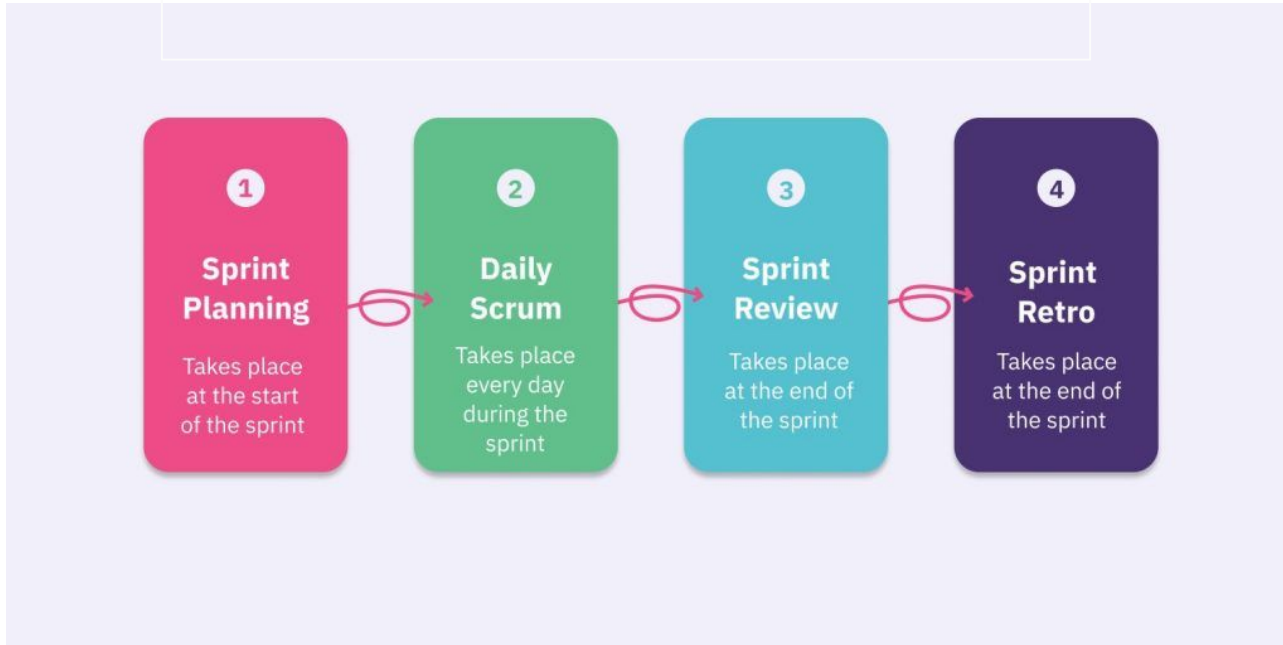 1
Sprint
Planning
Takes place
at the start
of the sprint
2
Daily
Scrum
Takes place
every day
during the
sprint
3
Sprint
Review
Takes place
at the end of
the sprint
4
Sprint
Retro
Takes place
at the end of
the sprint